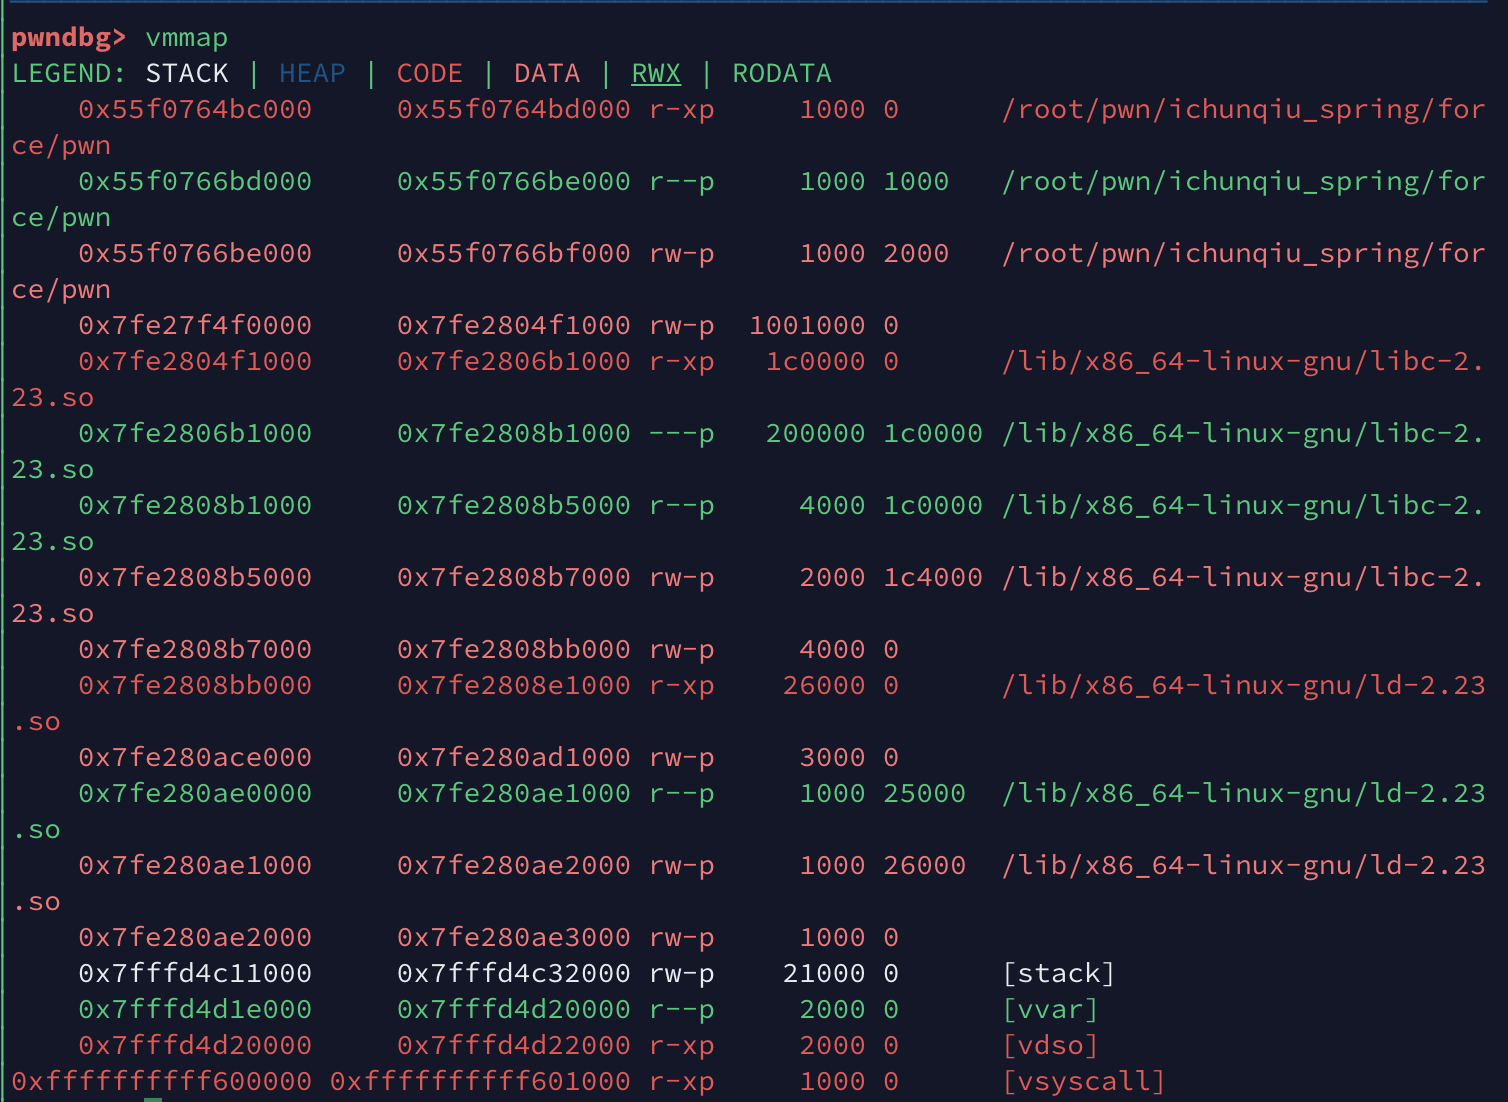 pwndbg> vmmap
LEGEND: STACK | HEAP | CODE | DATA | RWX | RODATA
    0x55f0764bc000     0x55f0764bd000 r-xp     1000 0      /root/pwn/ichunqiu_spring/for
ce/pwn
    0x55f0766bd000     0x55f0766be000 r--p     1000 1000   /root/pwn/ichunqiu_spring/for
ce/pwn
    0x55f0766be000     0x55f0766bf000 rw-p     1000 2000   /root/pwn/ichunqiu_spring/for
ce/pwn
    0x7fe27f4f0000     0x7fe2804f1000 rw-p  1001000 0
    0x7fe2804f1000     0x7fe2806b1000 r-xp   1c0000 0      /lib/x86_64-linux-gnu/libc-2.
23.so
    0x7fe2806b1000     0x7fe2808b1000 ---p   200000 1c0000 /lib/x86_64-linux-gnu/libc-2.
23.so
    0x7fe2808b1000     0x7fe2808b5000 r--p     4000 1c0000 /lib/x86_64-linux-gnu/libc-2.
23.so
    0x7fe2808b5000     0x7fe2808b7000 rw-p     2000 1c4000 /lib/x86_64-linux-gnu/libc-2.
23.so
    0x7fe2808b7000     0x7fe2808bb000 rw-p     4000 0
    0x7fe2808bb000     0x7fe2808e1000 r-xp    26000 0      /lib/x86_64-linux-gnu/ld-2.23
.so
    0x7fe280ace000     0x7fe280ad1000 rw-p     3000 0
    0x7fe280ae0000     0x7fe280ae1000 r--p     1000 25000  /lib/x86_64-linux-gnu/ld-2.23
.so
    0x7fe280ae1000     0x7fe280ae2000 rw-p     1000 26000  /lib/x86_64-linux-gnu/ld-2.23
.so
    0x7fe280ae2000     0x7fe280ae3000 rw-p     1000 0
    0x7fffd4c11000     0x7fffd4c32000 rw-p    21000 0      [stack]
    0x7fffd4d1e000     0x7fffd4d20000 r--p     2000 0      [vvar]
    0x7fffd4d20000     0x7fffd4d22000 r-xp     2000 0      [vdso]
0xffffffffff600000 0xffffffffff601000 r-xp     1000 0      [vsyscall]